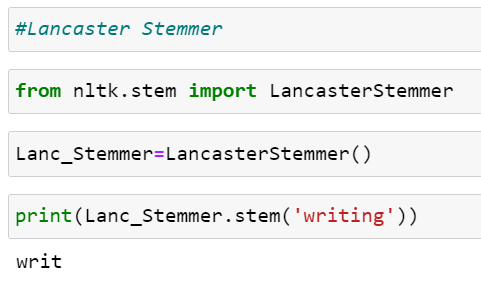 #Lancaster Stemmer
from nltk.stem import LancasterStemmer
Lanc_Stemmer=LancasterStemmer()
print(Lanc_Stemmer.stem('writing'))
writ